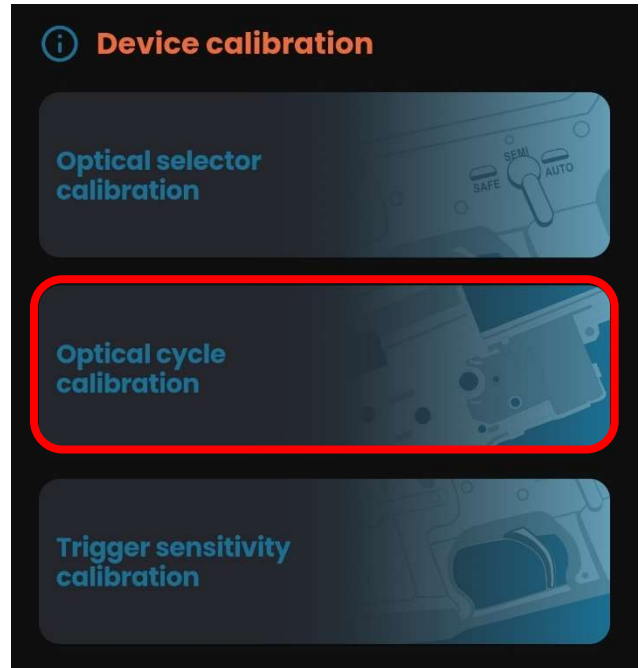 Device calibration
Optical selector
calibration
SAFE
SEMI
AUTO
Optical cycle
calibration
Trigger sensitivity
calibration